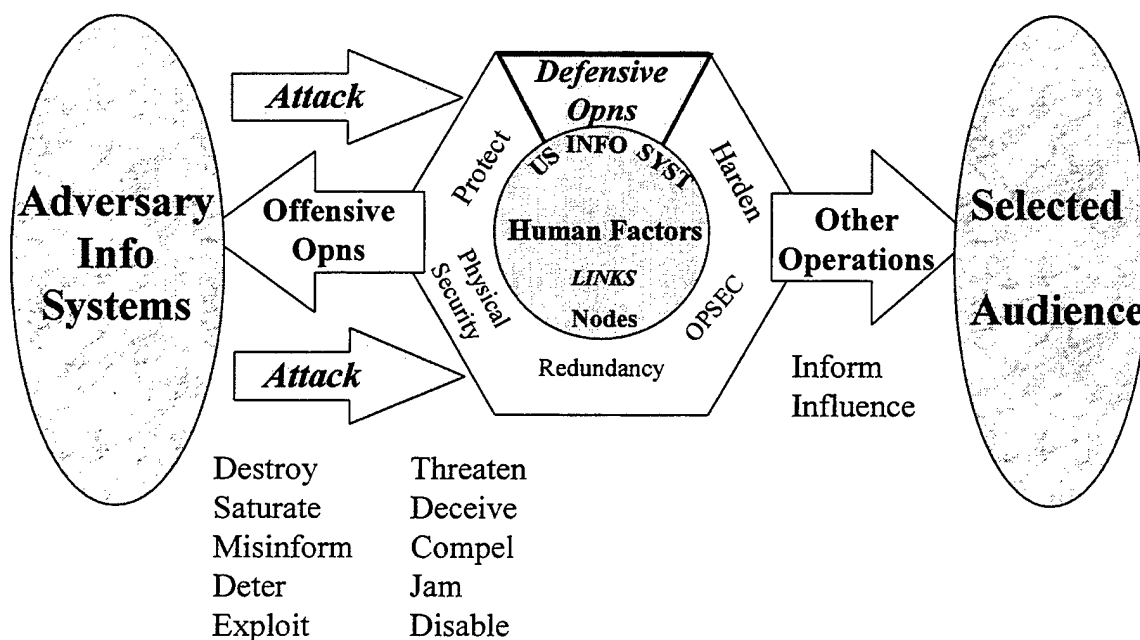 Adversary
Info
Systems
Attack
Offensive
Opns
Attack
Defensive
Opns
US INFO SYST
Protect
Harden
Human Factors
LINKS
Nodes
Physical
Security
OPSEC
Redundancy
Other
Operations
Selected
Audience
Inform
Influence
Destroy Threaten
Saturate Deceive
Misinform Compel
Deter Jam
Exploit Disable